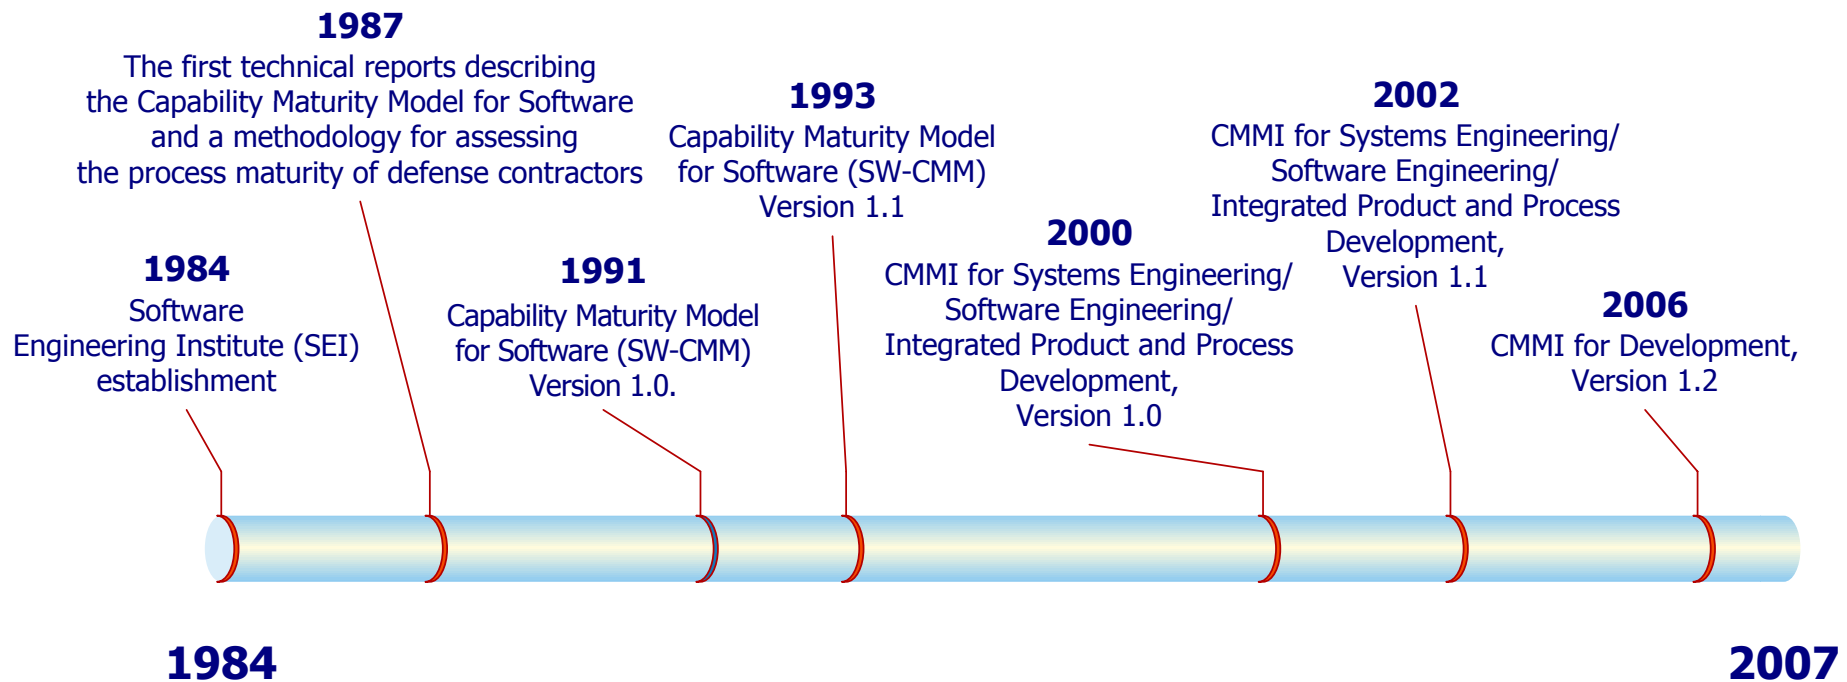 1987
The first technical reports describing
the Capability Maturity Model for Software
and a methodology for assessing
the process maturity of defense contractors
1984
Software
Engineering Institute (SEI)
establishment
1991
Capability Maturity Model
for Software (SW-CMM)
Version 1.0.
1993
Capability Maturity Model
for Software (SW-CMM)
Version 1.1
2000
CMMI for Systems Engineering/
Software Engineering/
Integrated Product and Process
Development,
Version 1.0
2002
CMMI for Systems Engineering/
Software Engineering/
Integrated Product and Process
Development,
Version 1.1
2006
CMMI for Development,
Version 1.2
1984
2007